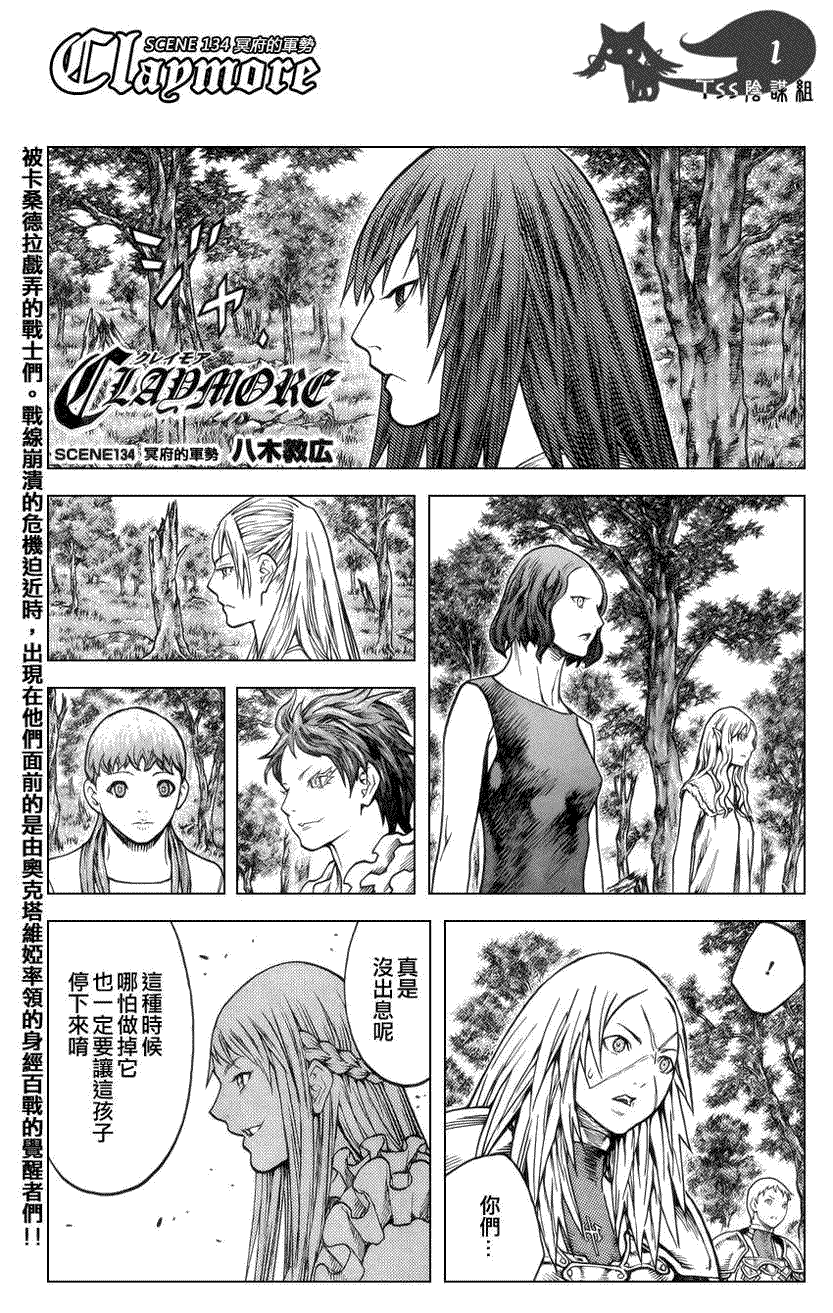 SCENE 134 冥府的軍勢
Claymore
1
Tss陰謀組
被卡桑德拉戲弄的戰士們。戰線崩潰的危機迫近時，出現在他們面前的是由奧克塔維婭率領的身經百戰的覺醒者們!!
ジャ
クレイモア
CLAYMORE
SCENE134 冥府的軍勢 八木教広
!
你們…
真是
沒出息呢
這種時候
哪怕做掉它
也一定要讓這孩子
停下來唷